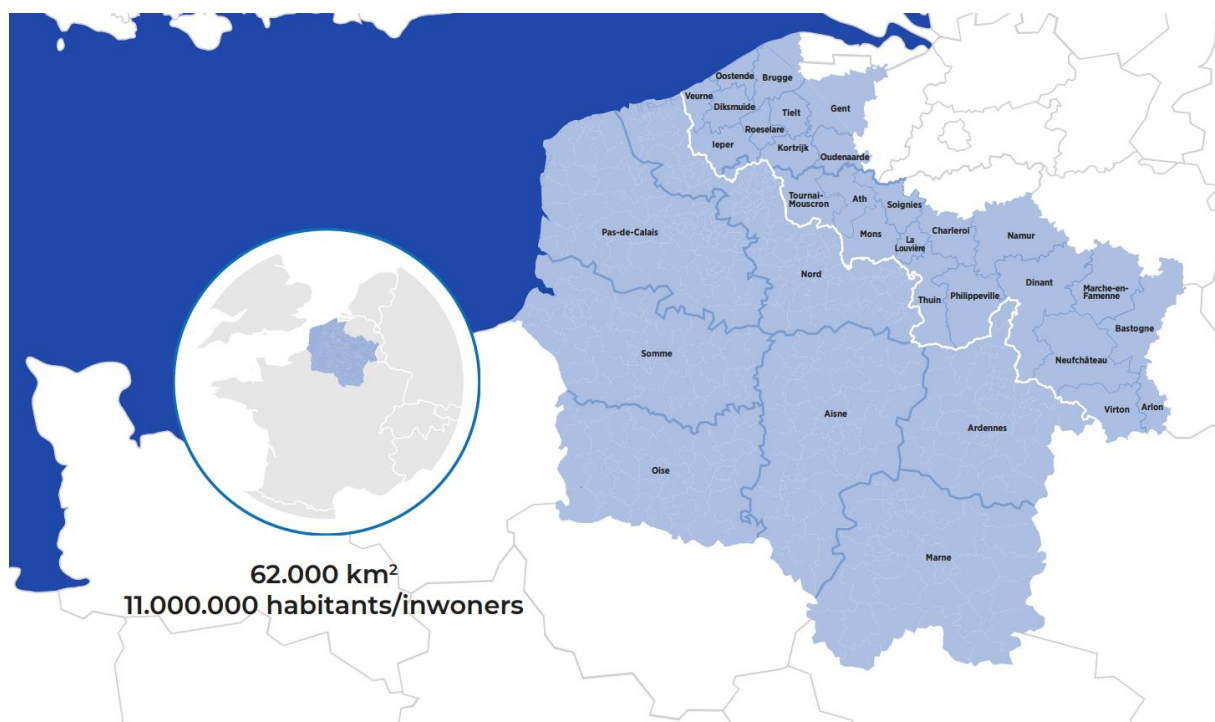 Oostende
Brugge
Veurne
Diksmuide
Tielt
Gent
Roeselare
Ieper
Kortrijk
Oudenaarde
Tournai-
Mouscron
Ath
Soignies
Pas-de-Calais
Mons
La
Louvière
Charleroi
Namur
Nord
Dinant
Marche-en-
Famenne
Thuin
Philippeville
Bastogne
Somme
Neufchâteau
Aisne
Virton
Arlon
Ardennes
Oise
Marne
62.000 km²
11.000.000 habitants/inwoners